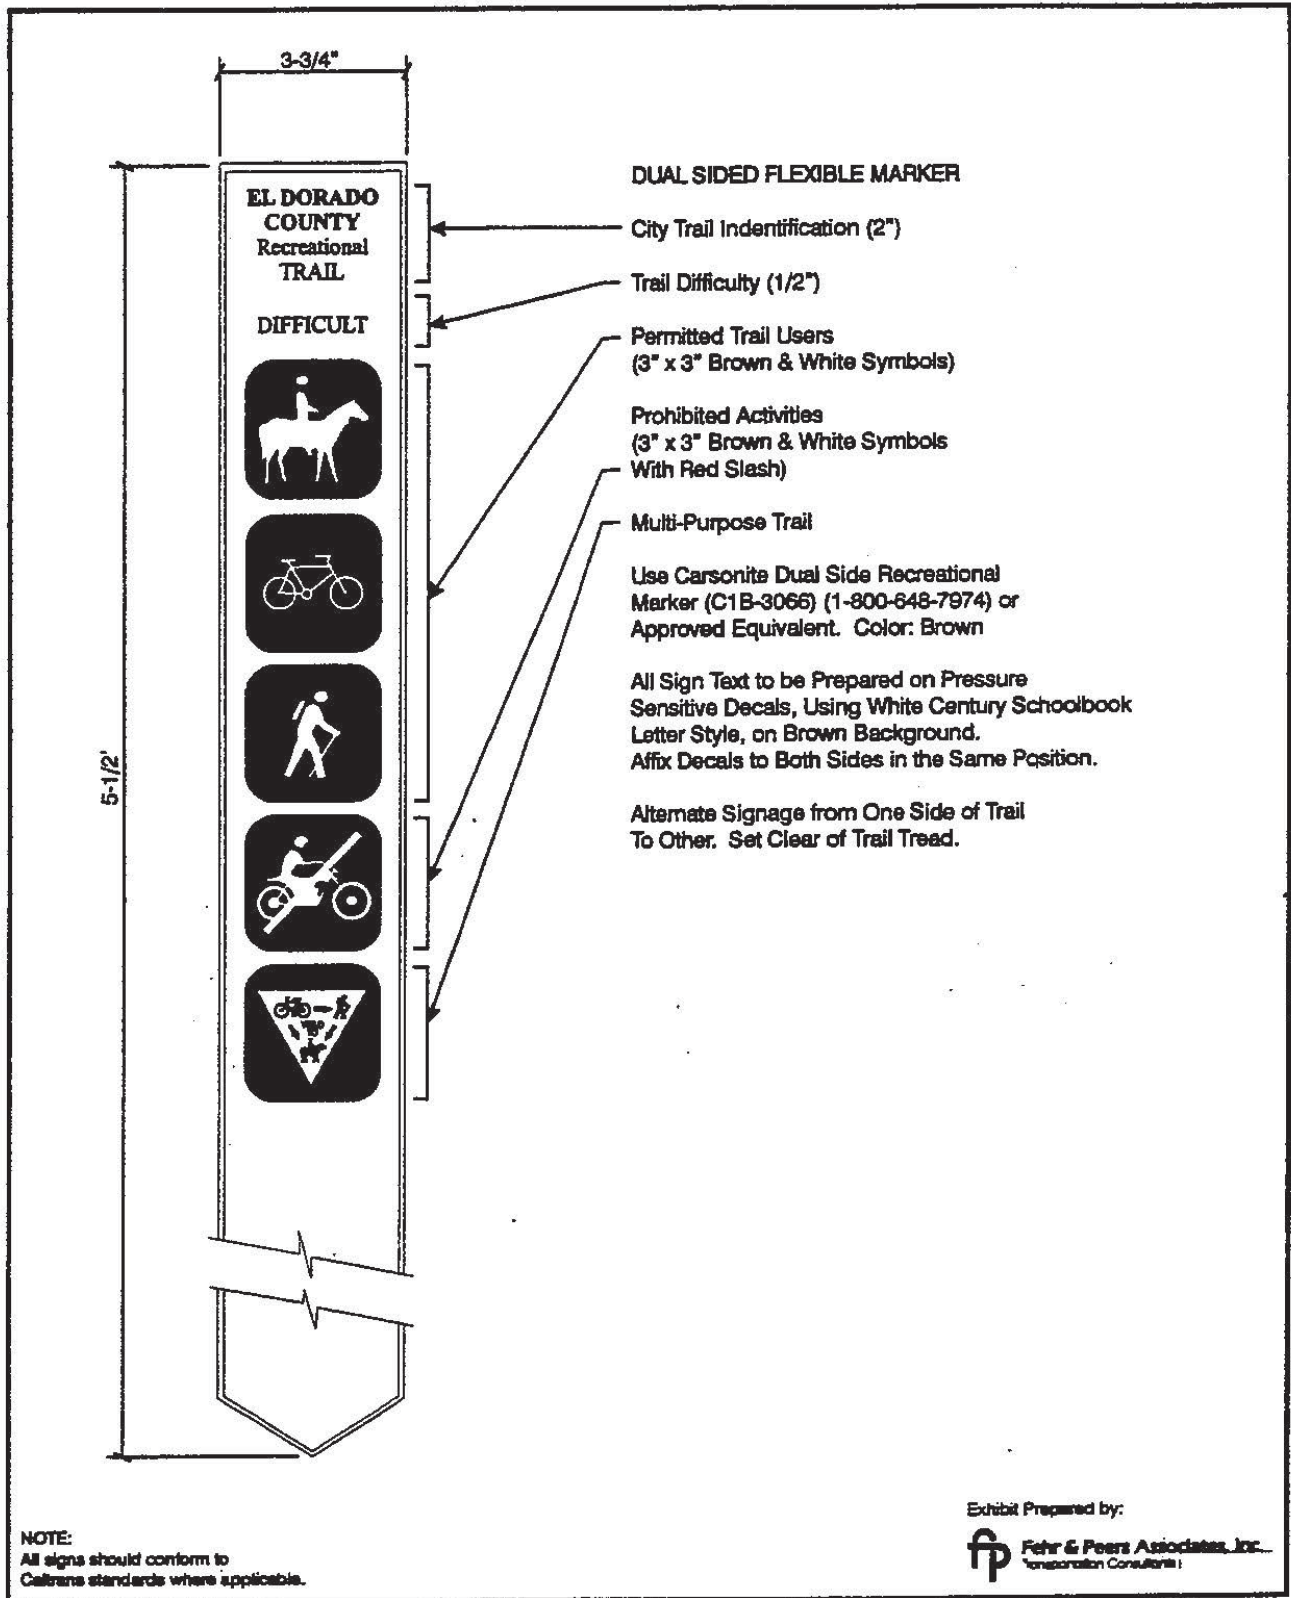 3-3/4"
5-1/2'
EL DORADO
COUNTY
Recreational
TRAIL
DIFFICULT
DUAL SIDED FLEXIBLE MARKER
City Trail Indentification (2")
Trail Difficulty (1/2")
Permitted Trail Users
(3" x 3" Brown & White Symbols)
Prohibited Activities
(3" x 3" Brown & White Symbols
With Red Slash)
Multi-Purpose Trail
Use Carsonite Dual Side Recreational
Marker (C1B-3066) (1-800-648-7974) or
Approved Equivalent. Color: Brown
All Sign Text to be Prepared on Pressure
Sensitive Decals, Using White Century Schoolbook
Letter Style, on Brown Background.
Affix Decals to Both Sides in the Same Position.
Alternate Signage from One Side of Trail
To Other. Set Clear of Trail Tread.
NOTE:
All signs should conform to
Caltrans standards where applicable.
Exhibit Prepared by:
fp
Fehr & Peers Associates, Inc.
Transportation Consultants